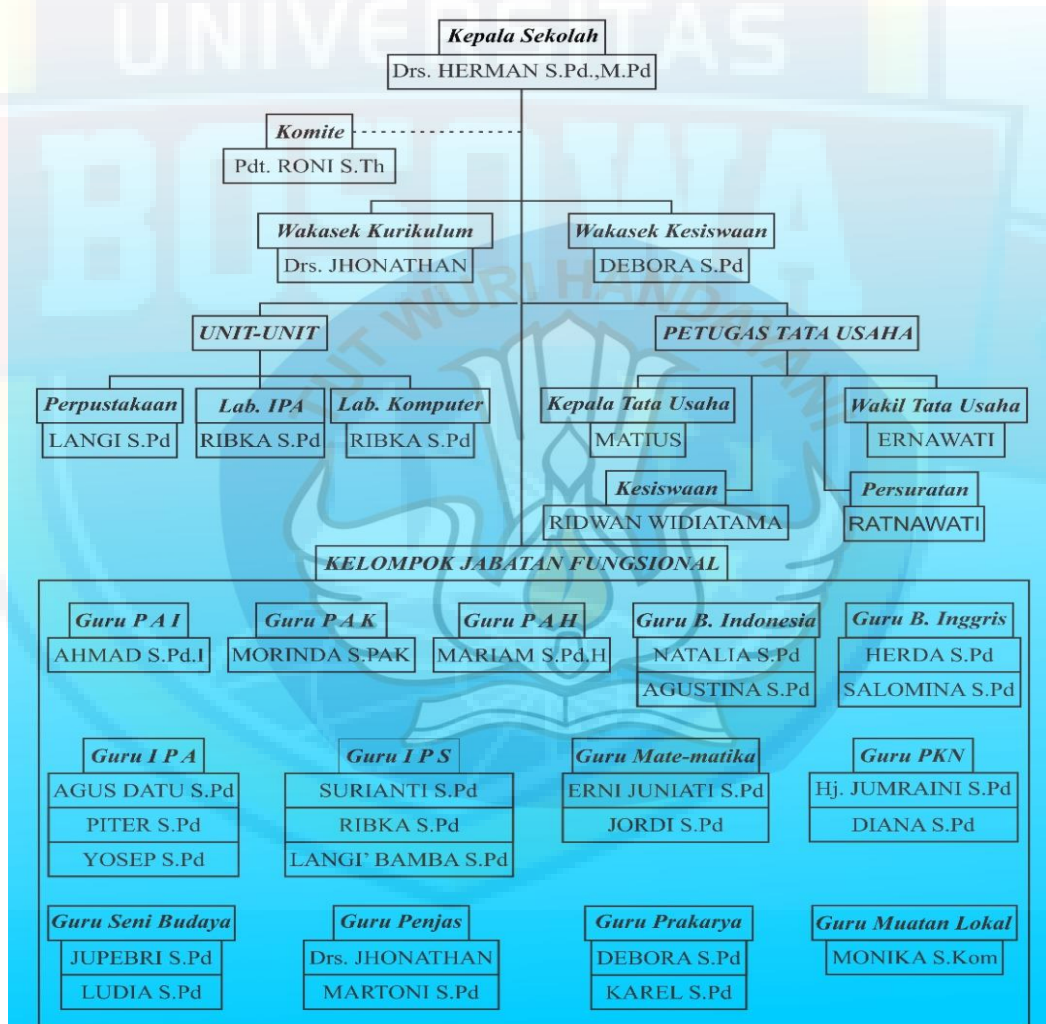 UNIVERSITAS
BOSOWA
Kepala Sekolah
Drs. HERMAN S.Pd.,M.Pd
Komite
Pdt. RONI S.Th
Wakasek Kurikulum
Drs. JHONATHAN
Wakasek Kesiswaan
DEBORA S.Pd
TUT WURI HANDAYANI
UNIT-UNIT
PETUGAS TATA USAHA
Perpustakaan
LANGI S.Pd
Lab. IPA
RIBKA S.Pd
Lab. Komputer
RIBKA S.Pd
Kepala Tata Usaha
MATIUS
Wakil Tata Usaha
ERNAWATI
Kesiswaan
RIDWAN WIDIATAMA
Persuratan
RATNAWATI
KELOMPOK JABATAN FUNGSIONAL
Guru P A I
AHMAD S.Pd.I
Guru P A K
MORINDA S.PAK
Guru P A H
MARIAM S.Pd.H
Guru B. Indonesia
NATALIA S.Pd
AGUSTINA S.Pd
Guru B. Inggris
HERDA S.Pd
SALOMINA S.Pd
Guru I P A
AGUS DATU S.Pd
PITER S.Pd
YOSEP S.Pd
Guru I P S
SURIANTI S.Pd
RIBKA S.Pd
LANGI’ BAMBA S.Pd
Guru Mate-matika
ERNI JUNIATI S.Pd
JORDI S.Pd
Guru PKN
Hj. JUMRAINI S.Pd
DIANA S.Pd
Guru Seni Budaya
JUPEBRI S.Pd
LUDIA S.Pd
Guru Penjas
Drs. JHONATHAN
MARTONI S.Pd
Guru Prakarya
DEBORA S.Pd
KAREL S.Pd
Guru Muatan Lokal
MONIKA S.Kom